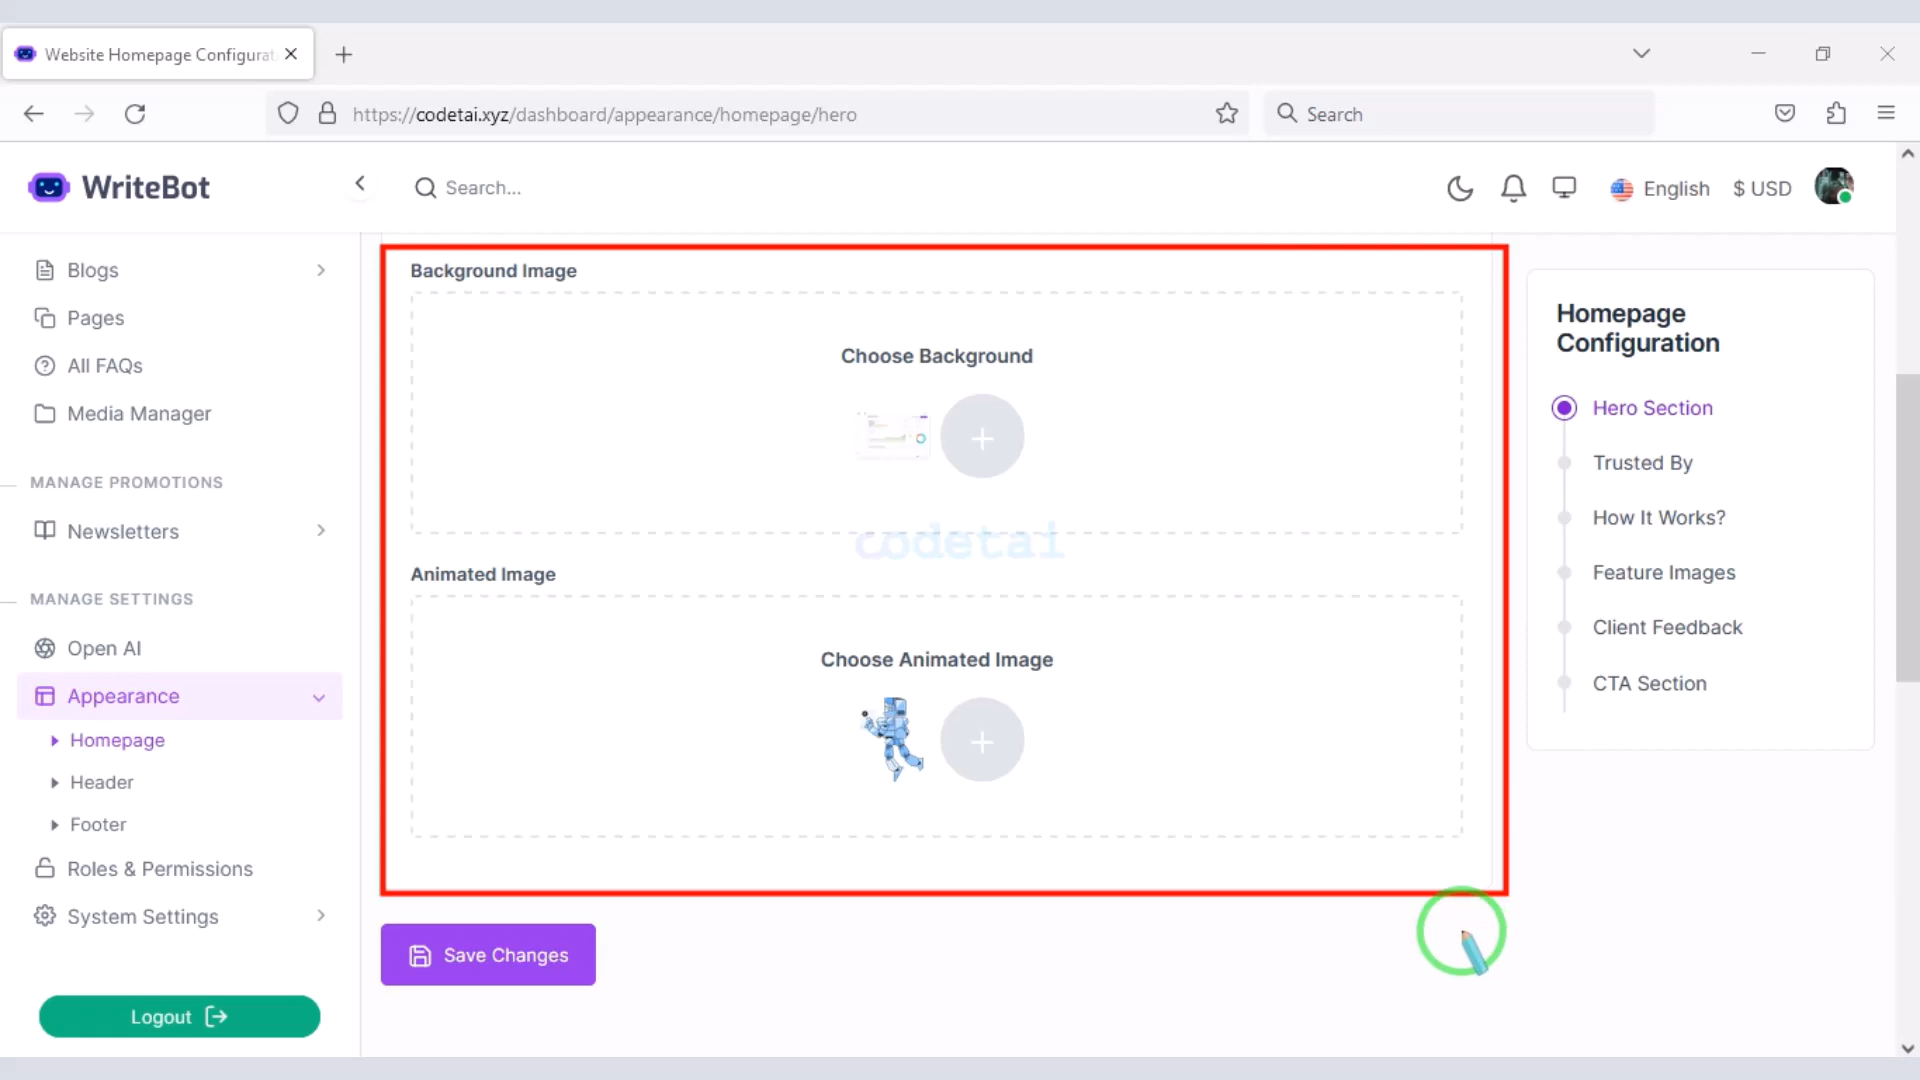 Website Homepage Configurat
https://codetai.xyz/dashboard/appearance/homepage/hero
Search
WriteBot
Search...
English
$ USD
Blogs
Pages
All FAQs
Media Manager
MANAGE PROMOTIONS
Newsletters
MANAGE SETTINGS
Open AI
Appearance
Homepage
Header
Footer
Roles & Permissions
System Settings
Logout
Background Image
Choose Background
codetai
Animated Image
Choose Animated Image
Save Changes
Homepage
Configuration
Hero Section
Trusted By
How It Works?
Feature Images
Client Feedback
CTA Section